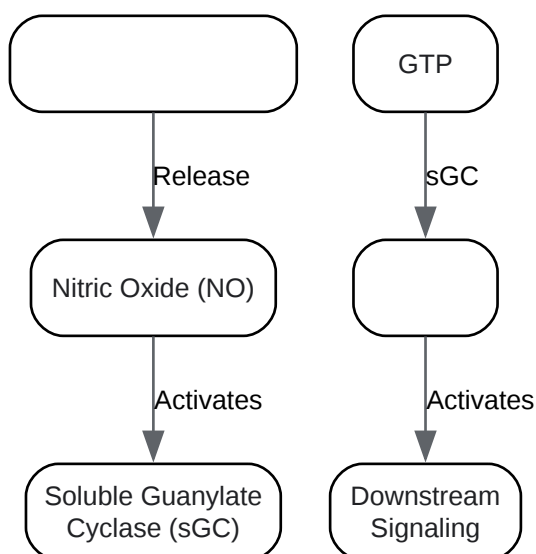 GTP
Release
sGC
Nitric Oxide (NO)
Activates
Activates
Soluble Guanylate
Cyclase (sGC)
Downstream
Signaling